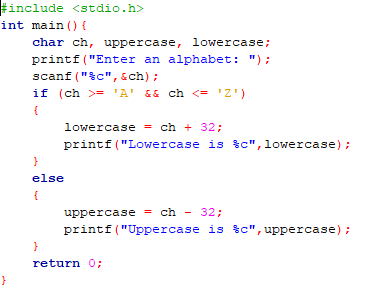 #include <stdio.h>
int main(){
    char ch, uppercase, lowercase;
    printf("Enter an alphabet: ");
    scanf("%c",&ch);
    if (ch >= 'A' && ch <= 'Z')
    {
        lowercase = ch + 32;
        printf("Lowercase is %c",lowercase);
    }
    else
    {
        uppercase = ch - 32;
        printf("Uppercase is %c",uppercase);
    }
    return 0;
}